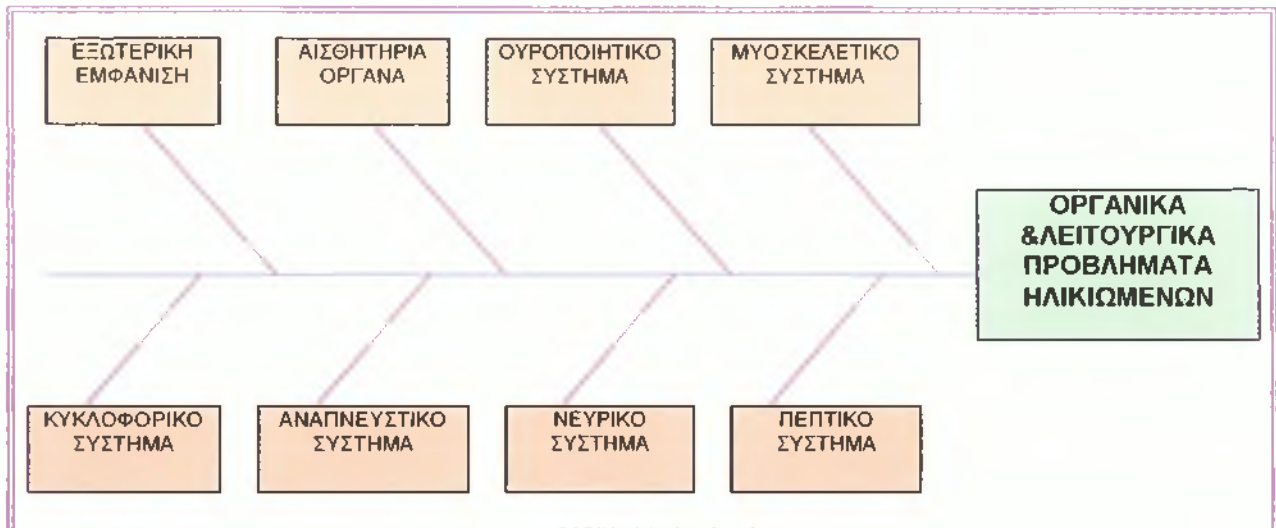 ΕΞΩΤΕΡΙΚΗ
ΕΜΦΑΝΙΣΗ
ΑΙΣΘΗΤΗΡΙΑ
ΟΡΓΑΝΑ
ΟΥΡΟΠΟΙΗΤΙΚΟ
ΣΥΣΤΗΜΑ
ΜΥΟΣΚΕΛΕΤΙΚΟ
ΣΥΣΤΗΜΑ
ΟΡΓΑΝΙΚΑ
&ΛΕΙΤΟΥΡΓΙΚΑ
ΠΡΟΒΛΗΜΑΤΑ
ΗΛΙΚΙΩΜΕΝΩΝ
ΚΥΚΛΟΦΟΡΙΚΟ
ΣΥΣΤΗΜΑ
ΑΝΑΠΝΕΥΣΤΙΚΟ
ΣΥΣΤΗΜΑ
ΝΕΥΡΙΚΟ
ΣΥΣΤΗΜΑ
ΠΕΠΤΙΚΟ
ΣΥΣΤΗΜΑ